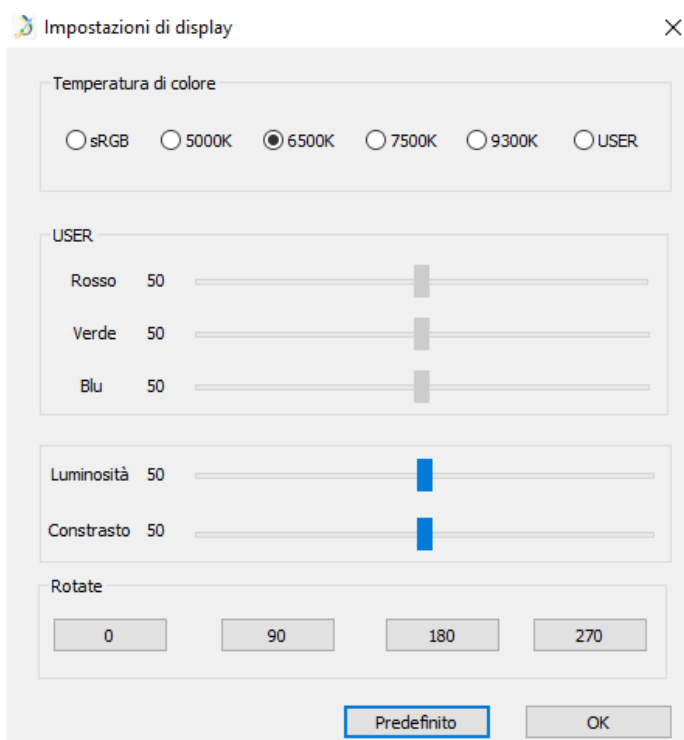 Impostazioni di display
Temperatura di colore
sRGB 5000K 6500K 7500K 9300K USER
USER
Rosso 50
Verde 50
Blu 50
Luminosità 50
Constrasto 50
Rotate
0 90 180 270
Predefinito OK